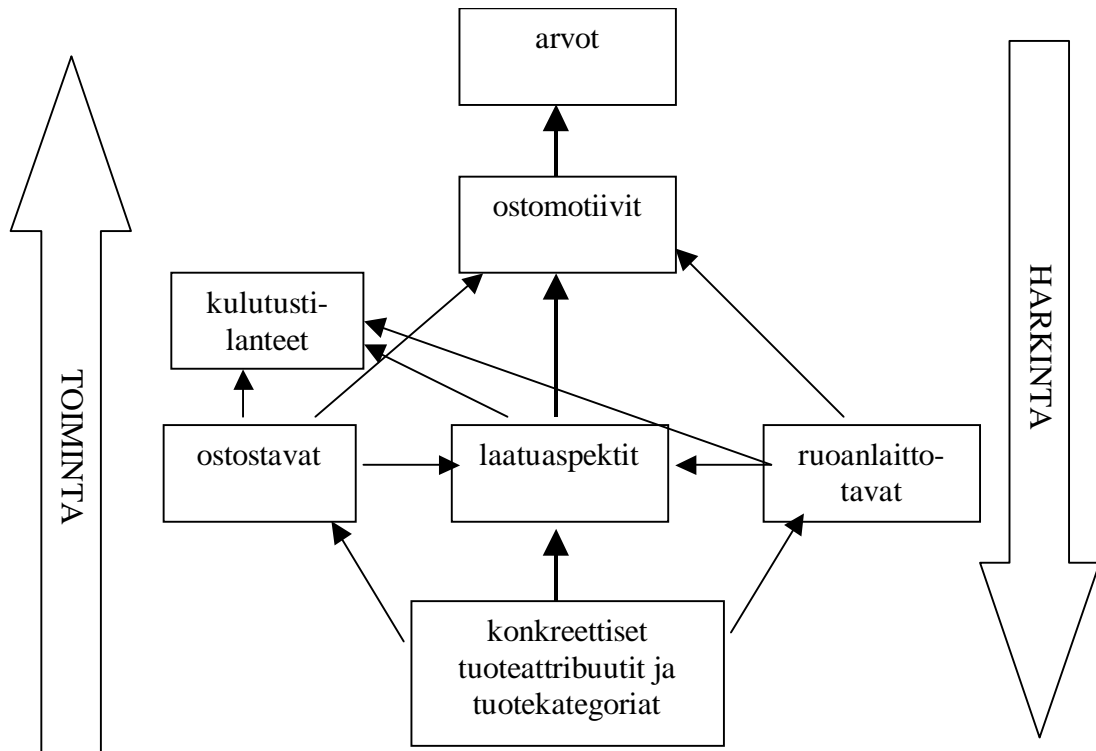 arvot
ostomotiivit
kulutusti-
lanteet
ostostavat
laatuaspektit
ruoanlaitto-
tavat
konkreettiset
tuoteattribuutit ja
tuotekategoriat
TOIMINTA
HARKINTA